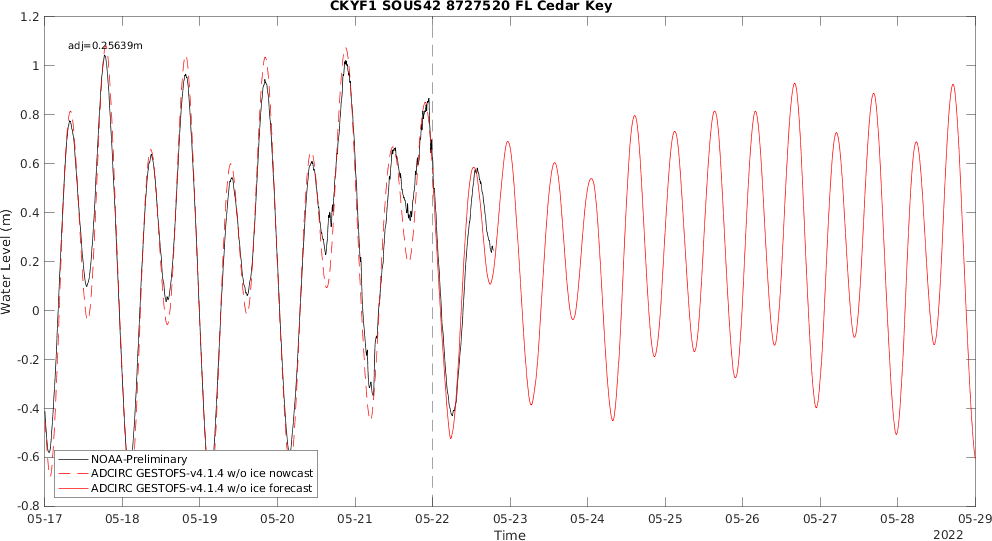 CKYF1 SOUS42 8727520 FL Cedar Key
adj=0.25639m
1.2
1
0.8
0.6
0.4
0.2
0
-0.2
-0.4
-0.6
-0.8
Water Level (m)
NOAA-Preliminary
ADCIRC GESTOFS-v4.1.4 w/o ice nowcast
ADCIRC GESTOFS-v4.1.4 w/o ice forecast
05-17 05-18 05-19 05-20 05-21 05-22 05-23 05-24 05-25 05-26 05-27 05-28 05-29
Time
2022